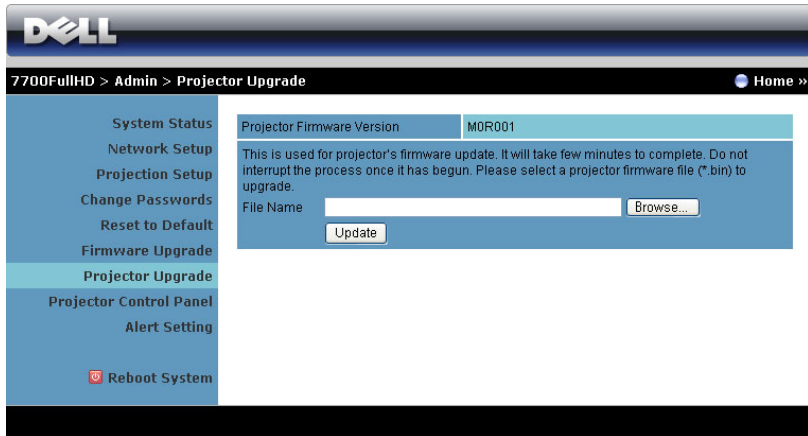 DELL
7700FullHD > Admin > Projector Upgrade
Home »
System Status
Network Setup
Projection Setup
Change Passwords
Reset to Default
Firmware Upgrade
Projector Upgrade
Projector Control Panel
Alert Setting
Reboot System
Projector Firmware Version M0R001
This is used for projector's firmware update. It will take few minutes to complete. Do not
interrupt the process once it has begun. Please select a projector firmware file (*.bin) to
upgrade.
File Name Browse...
Update